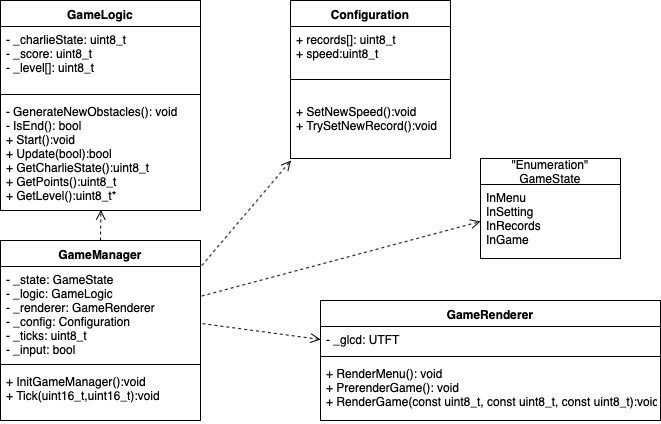 GameLogic
- _charlieState: uint8_t
- _score: uint8_t
- _level[]: uint8_t
- GenerateNewObstacles(): void
- IsEnd(): bool
+ Start():void
+ Update(bool):bool
+ GetCharlieState():uint8_t
+ GetPoints():uint8_t
+ GetLevel():uint8_t*
Configuration
+ records[]: uint8_t
+ speed:uint8_t
+ SetNewSpeed():void
+ TrySetNewRecord():void
"Enumeration"
GameState
InMenu
InSetting
InRecords
InGame
GameManager
- _state: GameState
- _logic: GameLogic
- _renderer: GameRenderer
- _config: Configuration
- _ticks: uint8_t
- _input: bool
+ InitGameManager():void
+ Tick(uint16_t,uint16_t):void
GameRenderer
- _glcd: UTFT
+ RenderMenu(): void
+ PrerenderGame(): void
+ RenderGame(const uint8_t, const uint8_t, const uint8_t):void